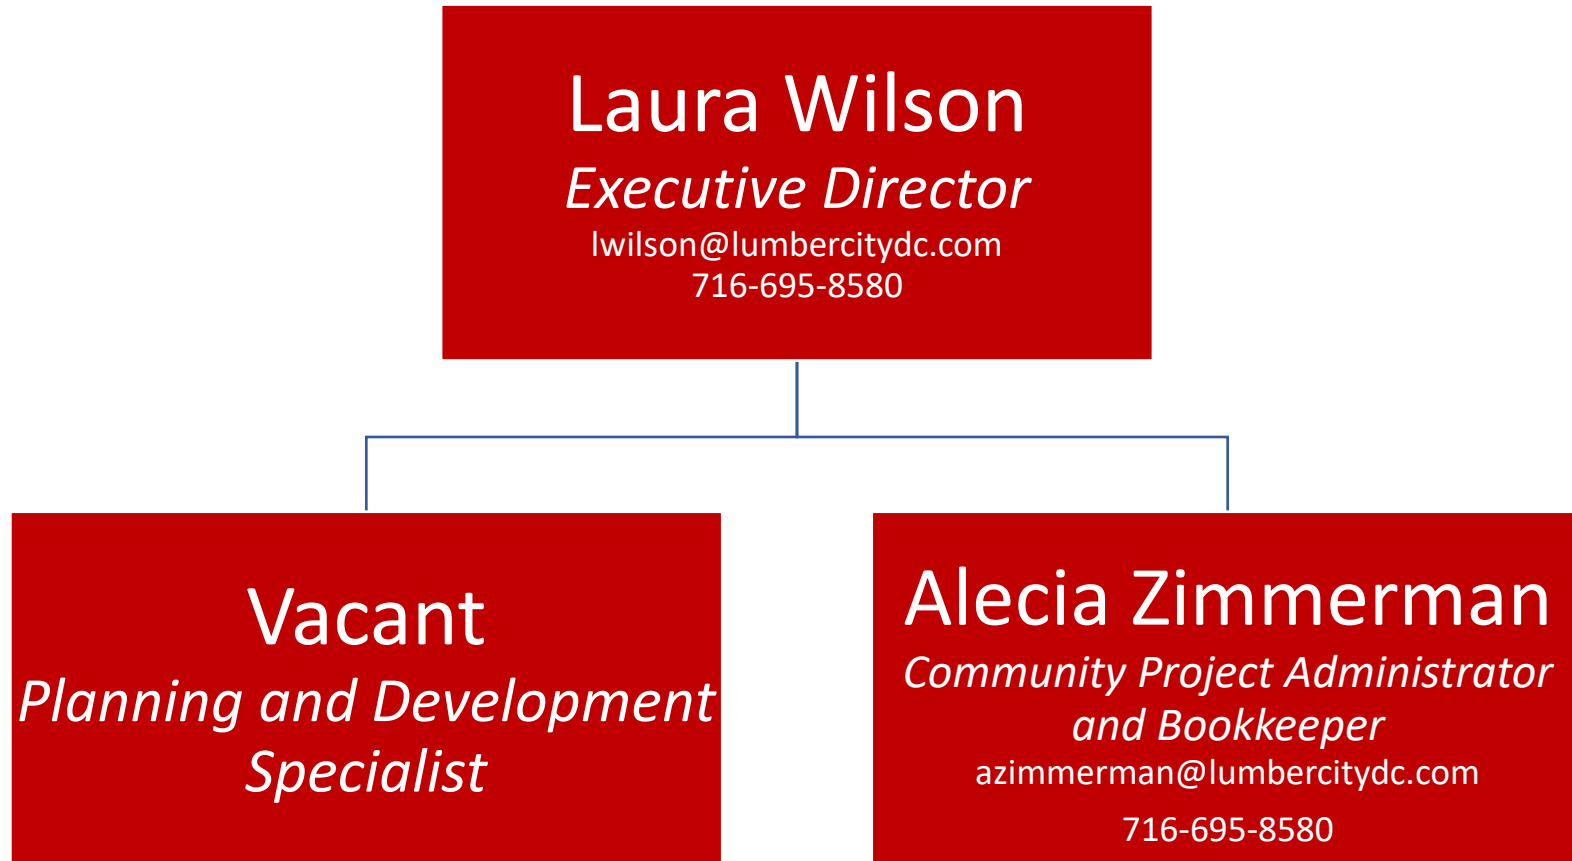 Laura Wilson
Executive Director
lwilson@lumbercitydc.com
716-695-8580
Vacant
Planning and Development
Specialist
Alecia Zimmerman
Community Project Administrator
and Bookkeeper
azimmerman@lumbercitydc.com
716-695-8580